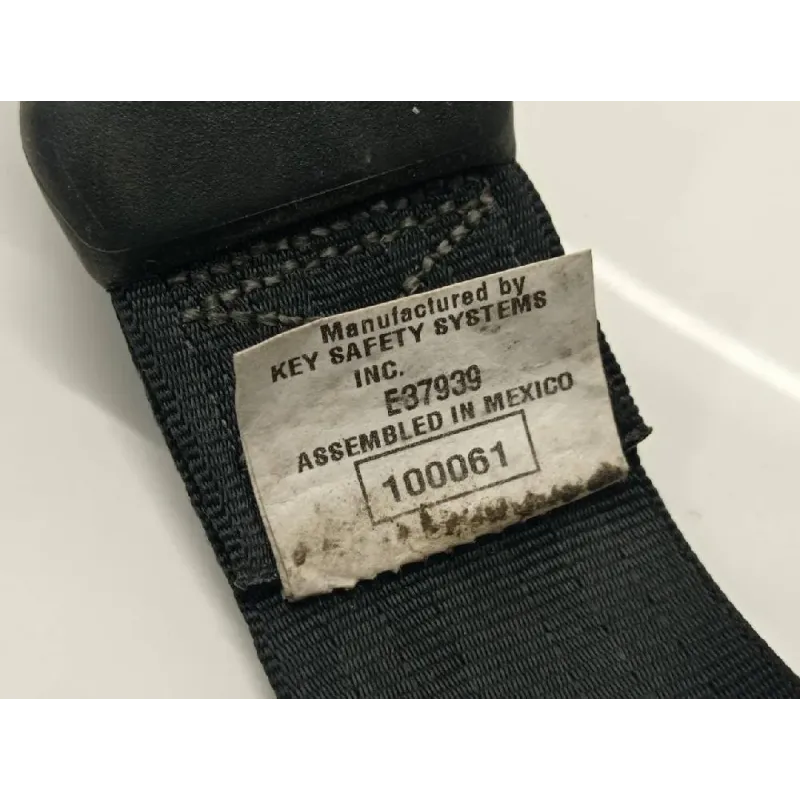 Manufactured by
KEY SAFETY SYSTEMS
INC.
E37939
ASSEMBLED IN MEXICO
100061